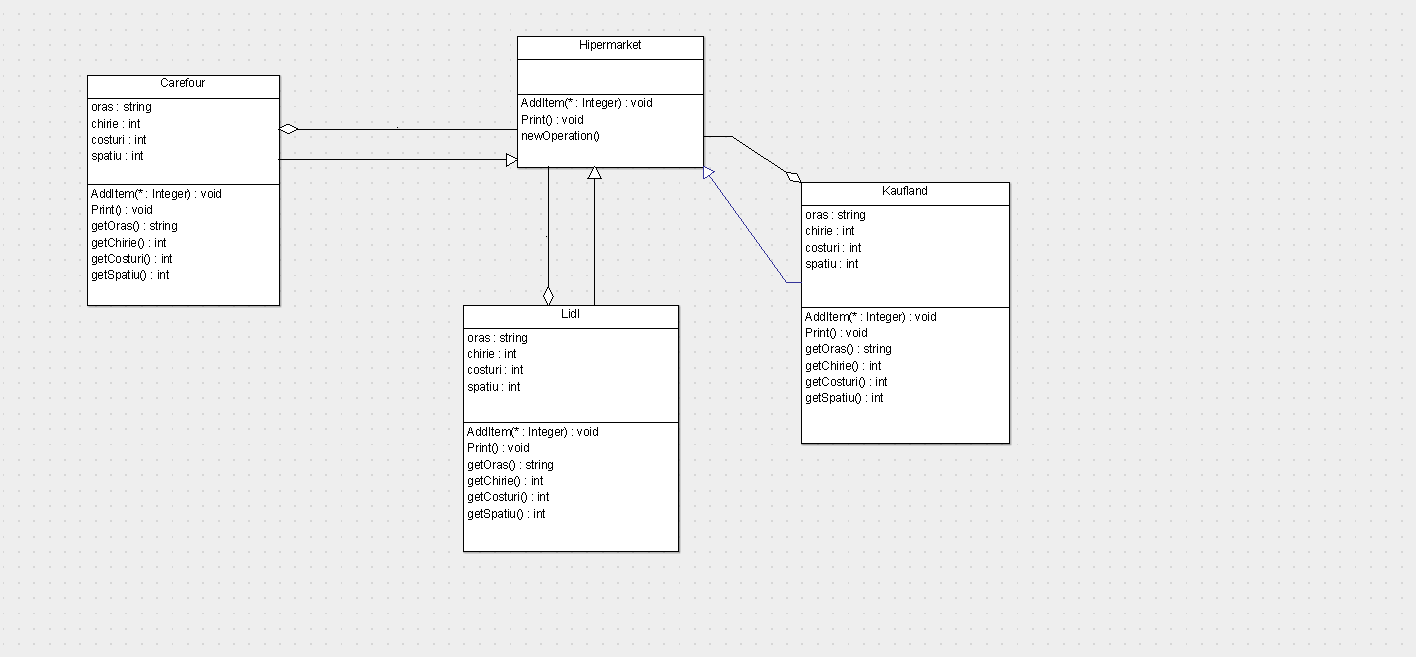 Hipermarket
AddItem(* : Integer) : void
Print() : void
newOperation()
Carefour
oras : string
chirie : int
costuri : int
spatiu : int
AddItem(* : Integer) : void
Print() : void
getOras() : string
getChirie() : int
getCosturi() : int
getSpatiu() : int
Lidl
oras : string
chirie : int
costuri : int
spatiu : int
AddItem(* : Integer) : void
Print() : void
getOras() : string
getChirie() : int
getCosturi() : int
getSpatiu() : int
Kaufland
oras : string
chirie : int
costuri : int
spatiu : int
AddItem(* : Integer) : void
Print() : void
getOras() : string
getChirie() : int
getCosturi() : int
getSpatiu() : int